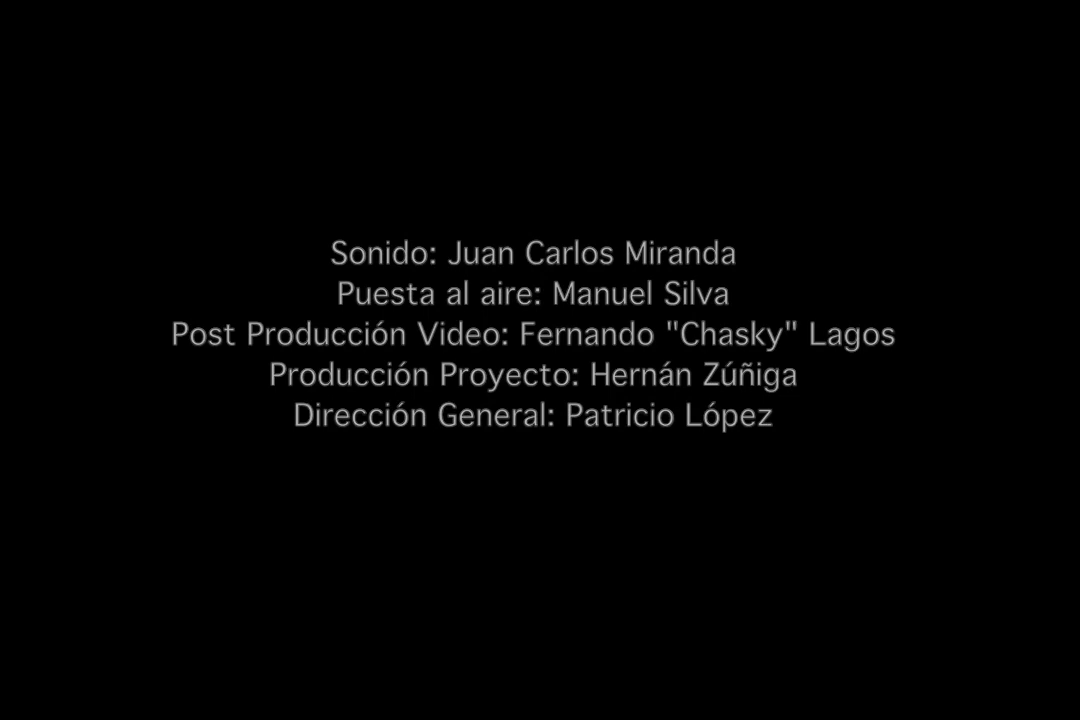 Sonido: Juan Carlos Miranda
Puesta al aire: Manuel Silva
Post Producción Video: Fernando "Chasky" Lagos
Producción Proyecto: Hernán Zúñiga
Dirección General: Patricio López